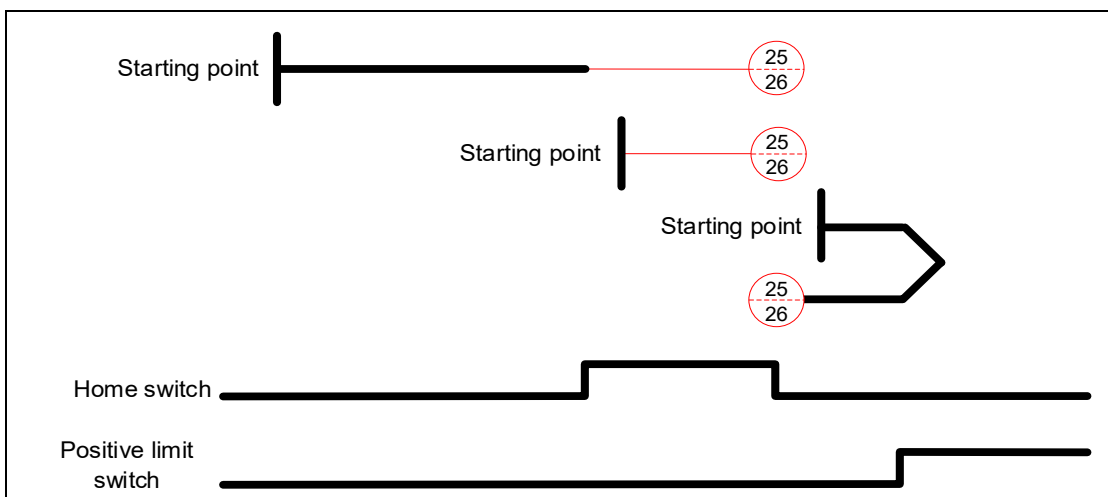 Starting point
25
26
Starting point
25
26
Starting point
25
26
Home switch
Positive limit
switch